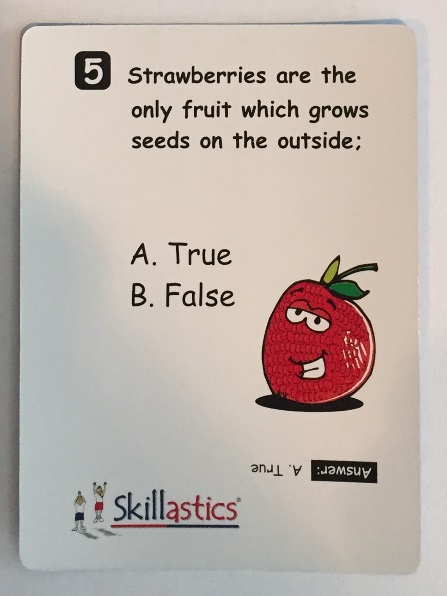 5 Strawberries are the
only fruit which grows
seeds on the outside;
A. True
B. False
Answer: A. True
Skillastics®